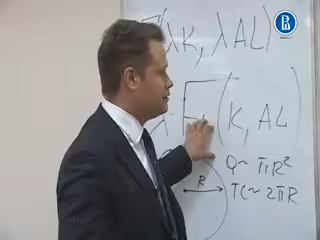 F(λK, λAL) =
λ·F(K, AL)
Q ~ πR²
R
TC ~ 2πR